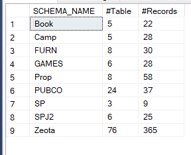 SCHEMA_NAME #Table #Records
1 Book 5 22
2 Camp 5 28
3 FURN 8 30
4 GAMES 6 28
5 Prop 8 58
6 PUBCO 24 37
7 SP 3 9
8 SPJ2 6 25
9 Zeota 76 365